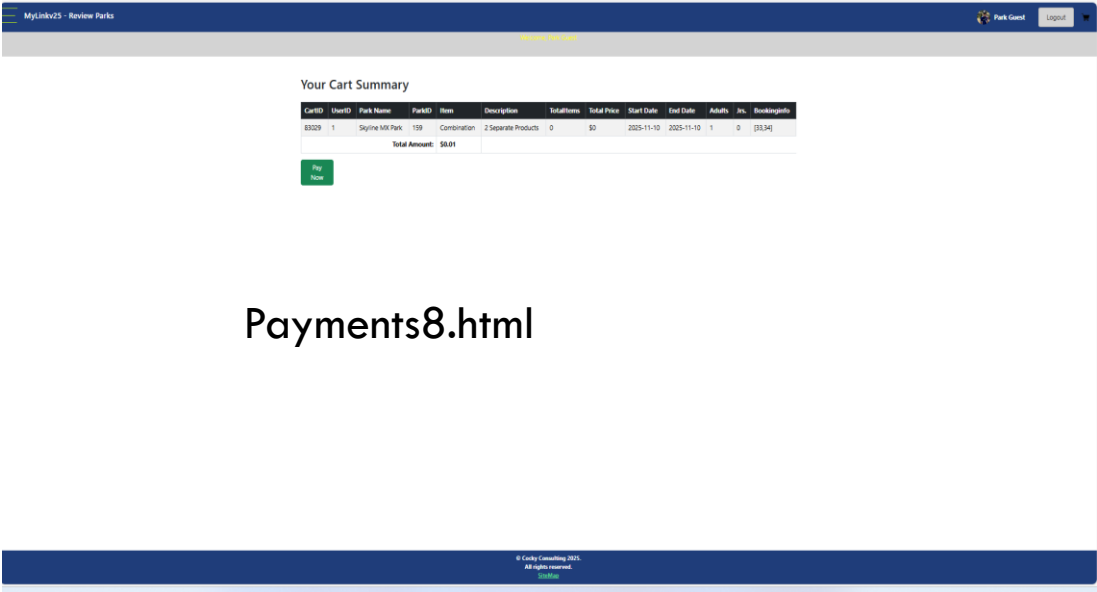 MyLinkv25 - Review Parks
Park Guest
Logout
Welcome Park Guest
Your Cart Summary
CartID UserID Park Name ParkID Item Description TotalItems Total Price Start Date End Date Adults Jrs. Bookinginfo
83029 1 Skyline MX Park 159 Combination 2 Separate Products 0 $0 2025-11-10 2025-11-10 1 0 [33,34]
Total Amount: $0.01
Pay
Now
Payments8.html
© Cocky Consulting 2025.
All rights reserved.
SiteMap